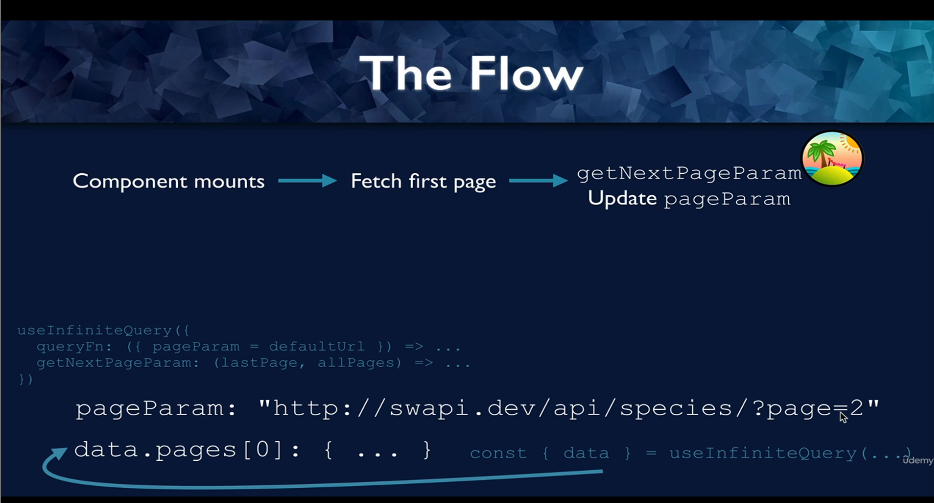 The Flow
Component mounts
Fetch first page
getNextPageParam
Update pageParam
useInfiniteQuery({
queryFn: ({ pageParam = defaultUrl }) => ...
getNextPageParam: (lastPage, allPages) => ...
})
pageParam: "http://swapi.dev/api/species/?page=2"
data.pages[0]: { ... }
const { data } = useInfiniteQuery(...)
udemy